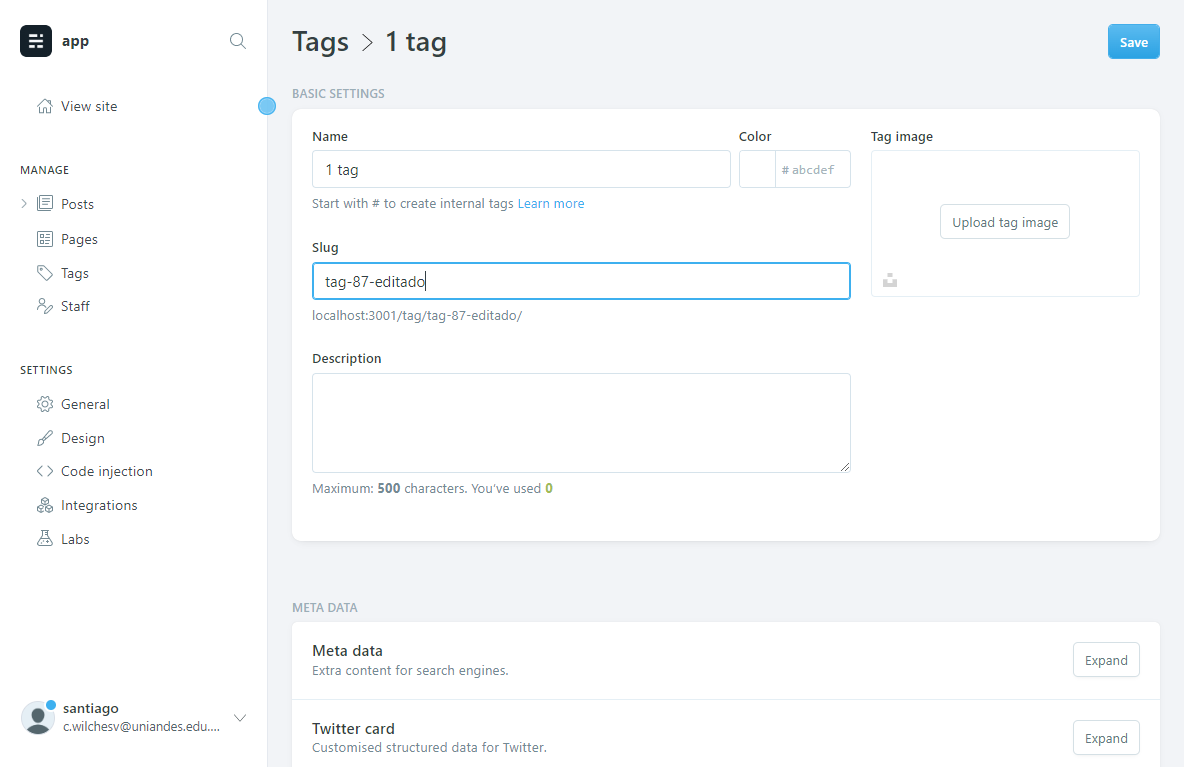 app
View site
MANAGE
Posts
Pages
Tags
Staff
SETTINGS
General
Design
Code injection
Integrations
Labs
santiago
c.wilchesv@uniandes.edu....
Tags > 1 tag
Save
BASIC SETTINGS
Name
1 tag
Start with # to create internal tags Learn more
Color
# abcdef
Tag image
Upload tag image
Slug
tag-87-editado
localhost:3001/tag/tag-87-editado/
Description
Maximum: 500 characters. You've used 0
META DATA
Meta data
Extra content for search engines.
Expand
Twitter card
Customised structured data for Twitter.
Expand